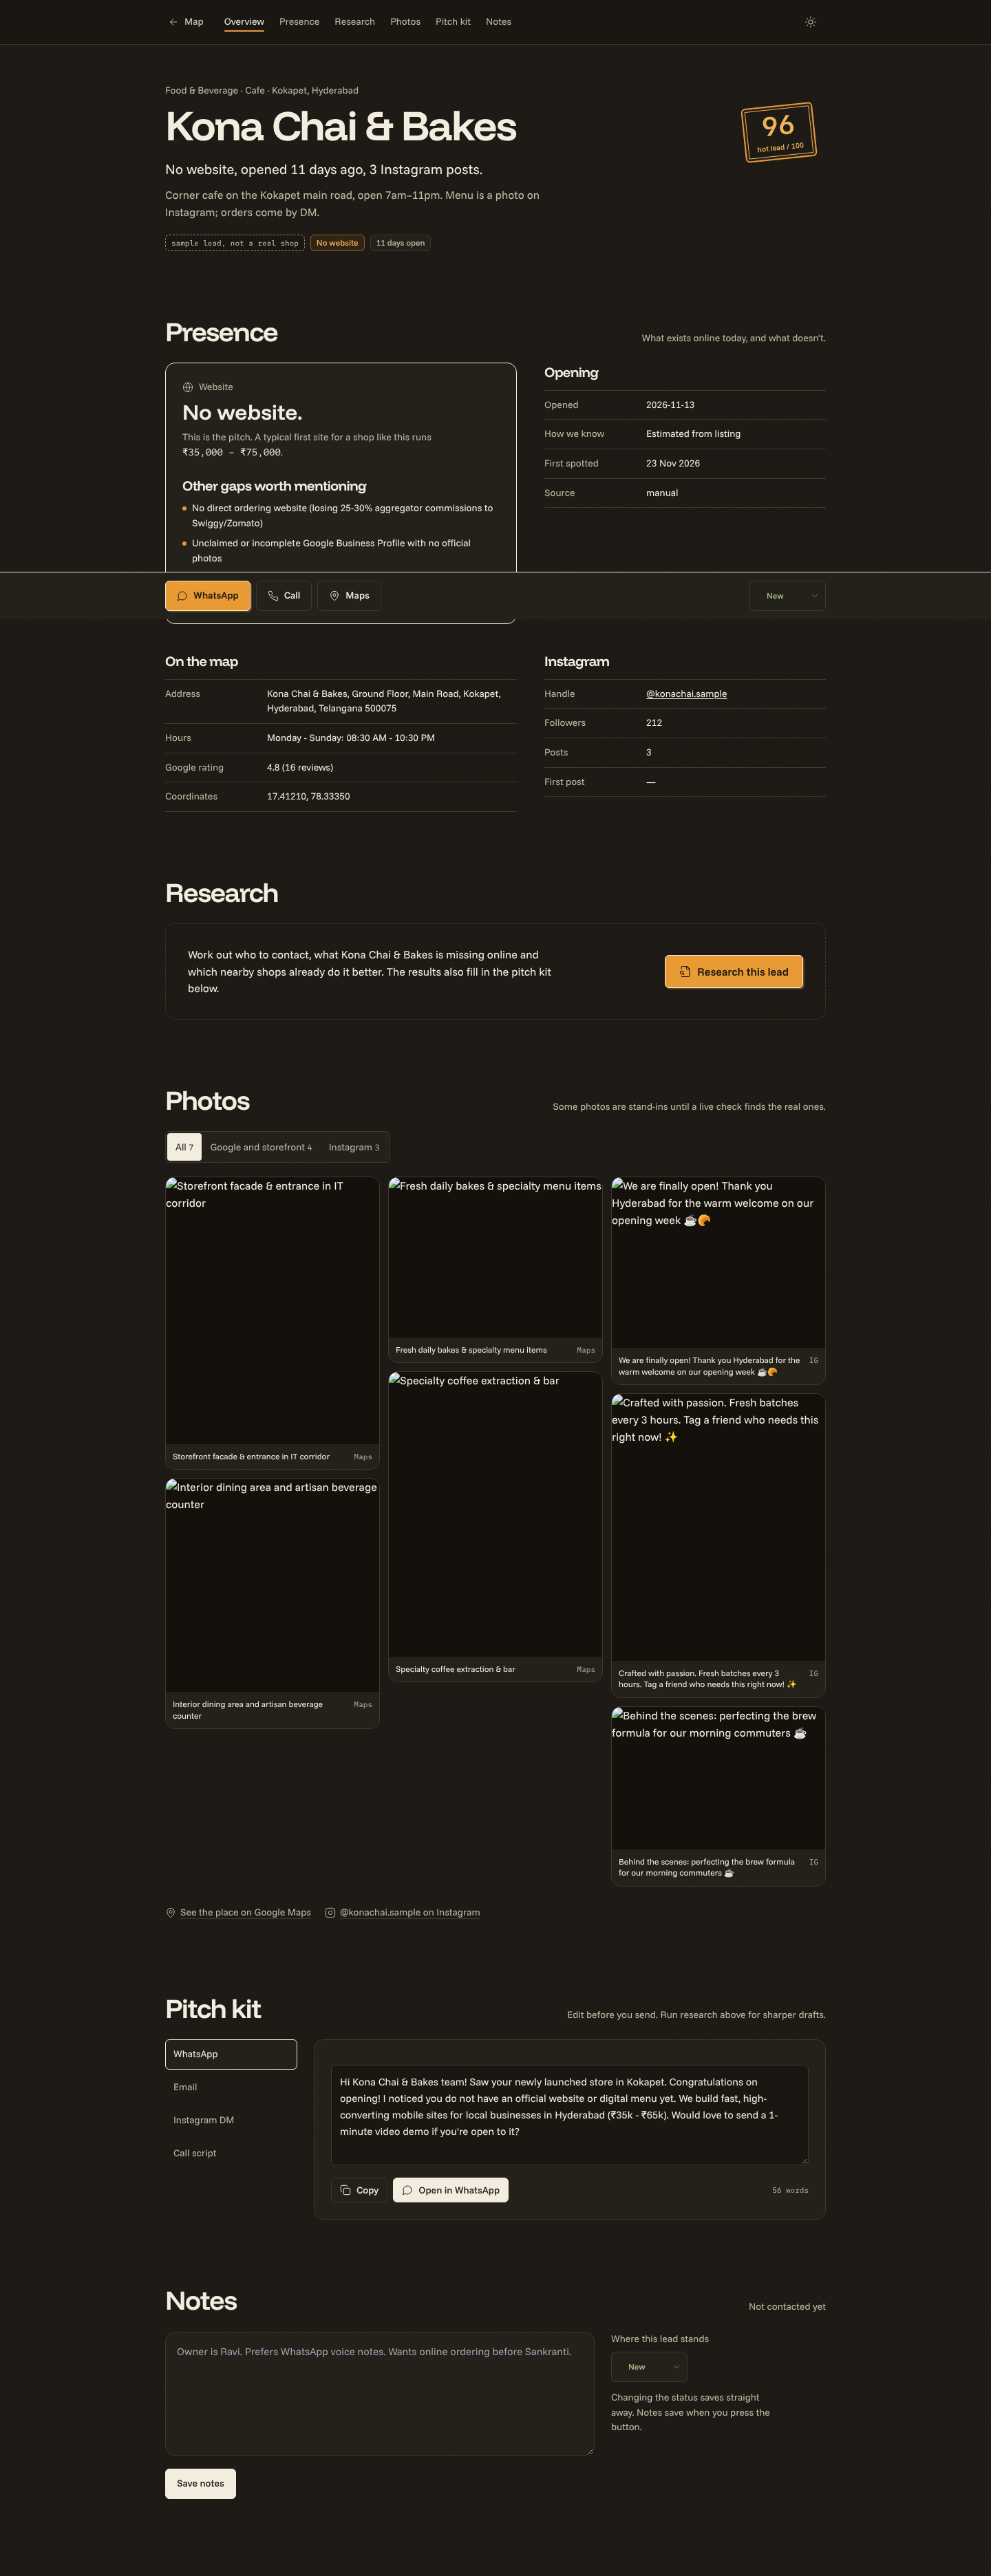 Map
Overview
Presence
Research
Photos
Pitch kit
Notes
Food & Beverage · Cafe · Kokapet, Hyderabad
Kona Chai & Bakes
96
hot lead / 100
No website, opened 11 days ago, 3 Instagram posts.
Corner cafe on the Kokapet main road, open 7am–11pm. Menu is a photo on
Instagram; orders come by DM.
sample lead, not a real shop
No website
11 days open
Presence
What exists online today, and what doesn't.
Website
No website.
This is the pitch. A typical first site for a shop like this runs
₹35,000 – ₹75,000.
Other gaps worth mentioning
No direct ordering website (losing 25-30% aggregator commissions to
Swiggy/Zomato)
Unclaimed or incomplete Google Business Profile with no official
photos
Opening
Opened 2026-11-13
How we know Estimated from listing
First spotted 23 Nov 2026
Source manual
WhatsApp
Call
Maps
New
On the map
Address Kona Chai & Bakes, Ground Floor, Main Road, Kokapet,
Hyderabad, Telangana 500075
Hours Monday - Sunday: 08:30 AM - 10:30 PM
Google rating 4.8 (16 reviews)
Coordinates 17.41210, 78.33350
Instagram
Handle @konachai.sample
Followers 212
Posts 3
First post —
Research
Work out who to contact, what Kona Chai & Bakes is missing online and
which nearby shops already do it better. The results also fill in the pitch kit
below.
Research this lead
Photos
Some photos are stand-ins until a live check finds the real ones.
All 7
Google and storefront 4
Instagram 3
Storefront facade & entrance in IT
corridor
Storefront facade & entrance in IT corridor Maps
Interior dining area and artisan beverage
counter
Interior dining area and artisan beverage Maps
counter
Fresh daily bakes & specialty menu items
Fresh daily bakes & specialty menu items Maps
Specialty coffee extraction & bar
Specialty coffee extraction & bar Maps
We are finally open! Thank you
Hyderabad for the warm welcome on our
opening week ☕🥐
We are finally open! Thank you Hyderabad for the IG
warm welcome on our opening week ☕🥐
Crafted with passion. Fresh batches
every 3 hours. Tag a friend who needs this
right now! ✨
Crafted with passion. Fresh batches every 3 IG
hours. Tag a friend who needs this right now! ✨
Behind the scenes: perfecting the brew
formula for our morning commuters ☕
Behind the scenes: perfecting the brew formula IG
for our morning commuters ☕
See the place on Google Maps
@konachai.sample on Instagram
Pitch kit
Edit before you send. Run research above for sharper drafts.
WhatsApp
Email
Instagram DM
Call script
Hi Kona Chai & Bakes team! Saw your newly launched store in Kokapet. Congratulations on
opening! I noticed you do not have an official website or digital menu yet. We build fast, high-
converting mobile sites for local businesses in Hyderabad (₹35k - ₹65k). Would love to send a 1-
minute video demo if you're open to it?
Copy
Open in WhatsApp
56 words
Notes
Not contacted yet
Owner is Ravi. Prefers WhatsApp voice notes. Wants online ordering before Sankranti.
Where this lead stands
New
Changing the status saves straight
away. Notes save when you press the
button.
Save notes